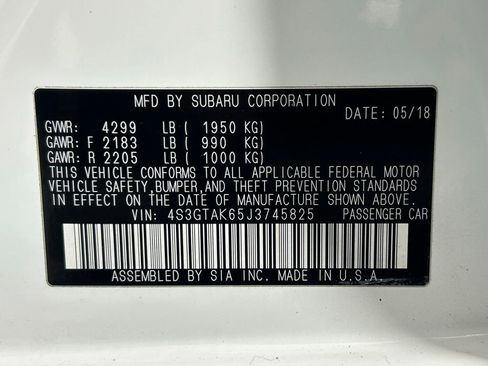 MFD BY SUBARU CORPORATION
DATE: 05/18
GVWR: 4299 LB ( 1950 KG)
GAWR: F 2183 LB ( 990 KG)
GAWR: R 2205 LB ( 1000 KG)
THIS VEHICLE CONFORMS TO ALL APPLICABLE FEDERAL MOTOR
VEHICLE SAFETY,BUMPER,AND THEFT PREVENTION STANDARDS
IN EFFECT ON THE DATE OF MANUFACTURE SHOWN ABOVE.
VIN: 4S3GTAK65J3745825 PASSENGER CAR
ASSEMBLED BY SIA INC. MADE IN U.S.A.